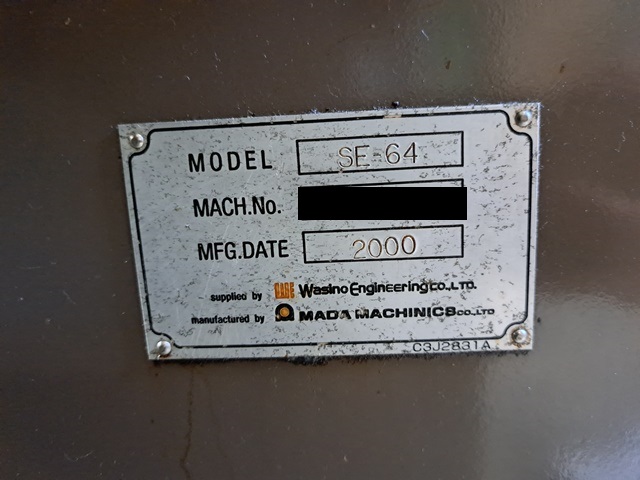 MODEL SE-64
MACH.No.
MFG.DATE 2000
supplied by Wasino Engineering CO.,LTD.
manufactured by MADA MACHINICS CO.,LTD
C3J2831A